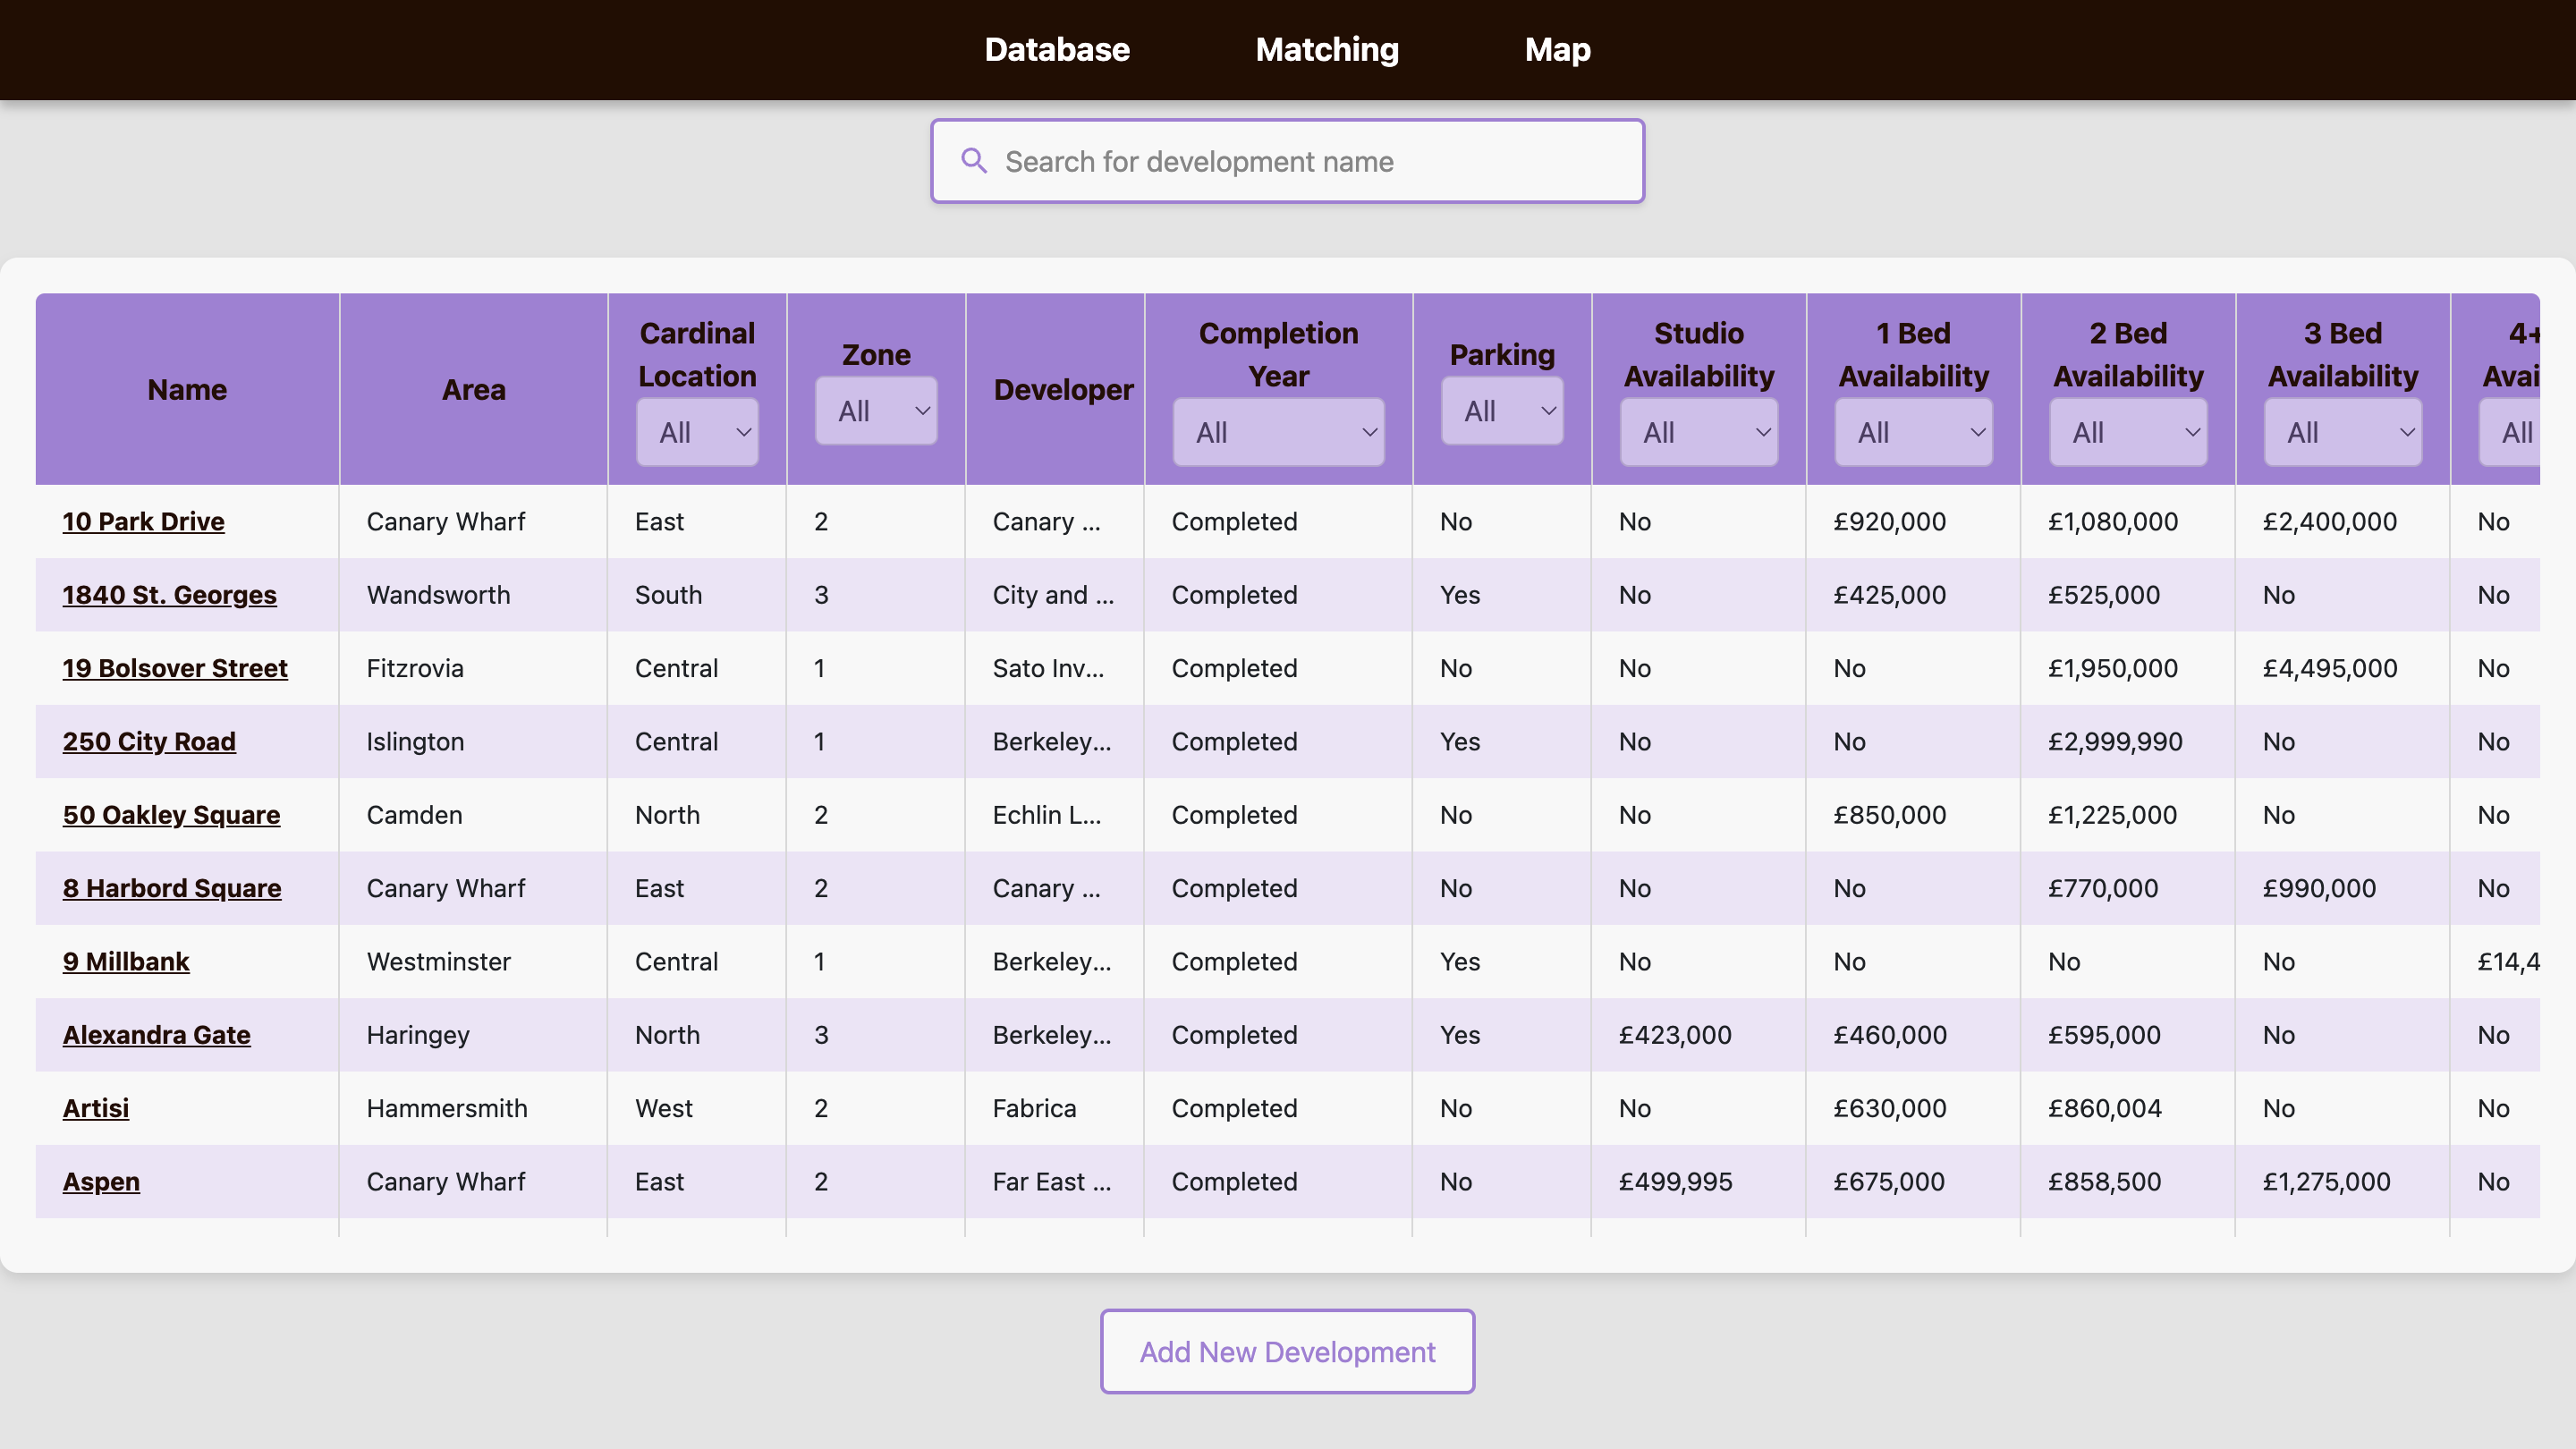 Database Matching Map
Search for development name
Name Area Cardinal Location All Zone All Developer Completion Year All Parking All Studio Availability All 1 Bed Availability All 2 Bed Availability All 3 Bed Availability All 4+ Avai All
10 Park Drive Canary Wharf East 2 Canary ... Completed No No £920,000 £1,080,000 £2,400,000 No
1840 St. Georges Wandsworth South 3 City and ... Completed Yes No £425,000 £525,000 No No
19 Bolsover Street Fitzrovia Central 1 Sato Inv... Completed No No No £1,950,000 £4,495,000 No
250 City Road Islington Central 1 Berkeley... Completed Yes No No £2,999,990 No No
50 Oakley Square Camden North 2 Echlin L... Completed No No £850,000 £1,225,000 No No
8 Harbord Square Canary Wharf East 2 Canary ... Completed No No No £770,000 £990,000 No
9 Millbank Westminster Central 1 Berkeley... Completed Yes No No No No £14,4
Alexandra Gate Haringey North 3 Berkeley... Completed Yes £423,000 £460,000 £595,000 No No
Artisi Hammersmith West 2 Fabrica Completed No No £630,000 £860,004 No No
Aspen Canary Wharf East 2 Far East ... Completed No £499,995 £675,000 £858,500 £1,275,000 No
Add New Development